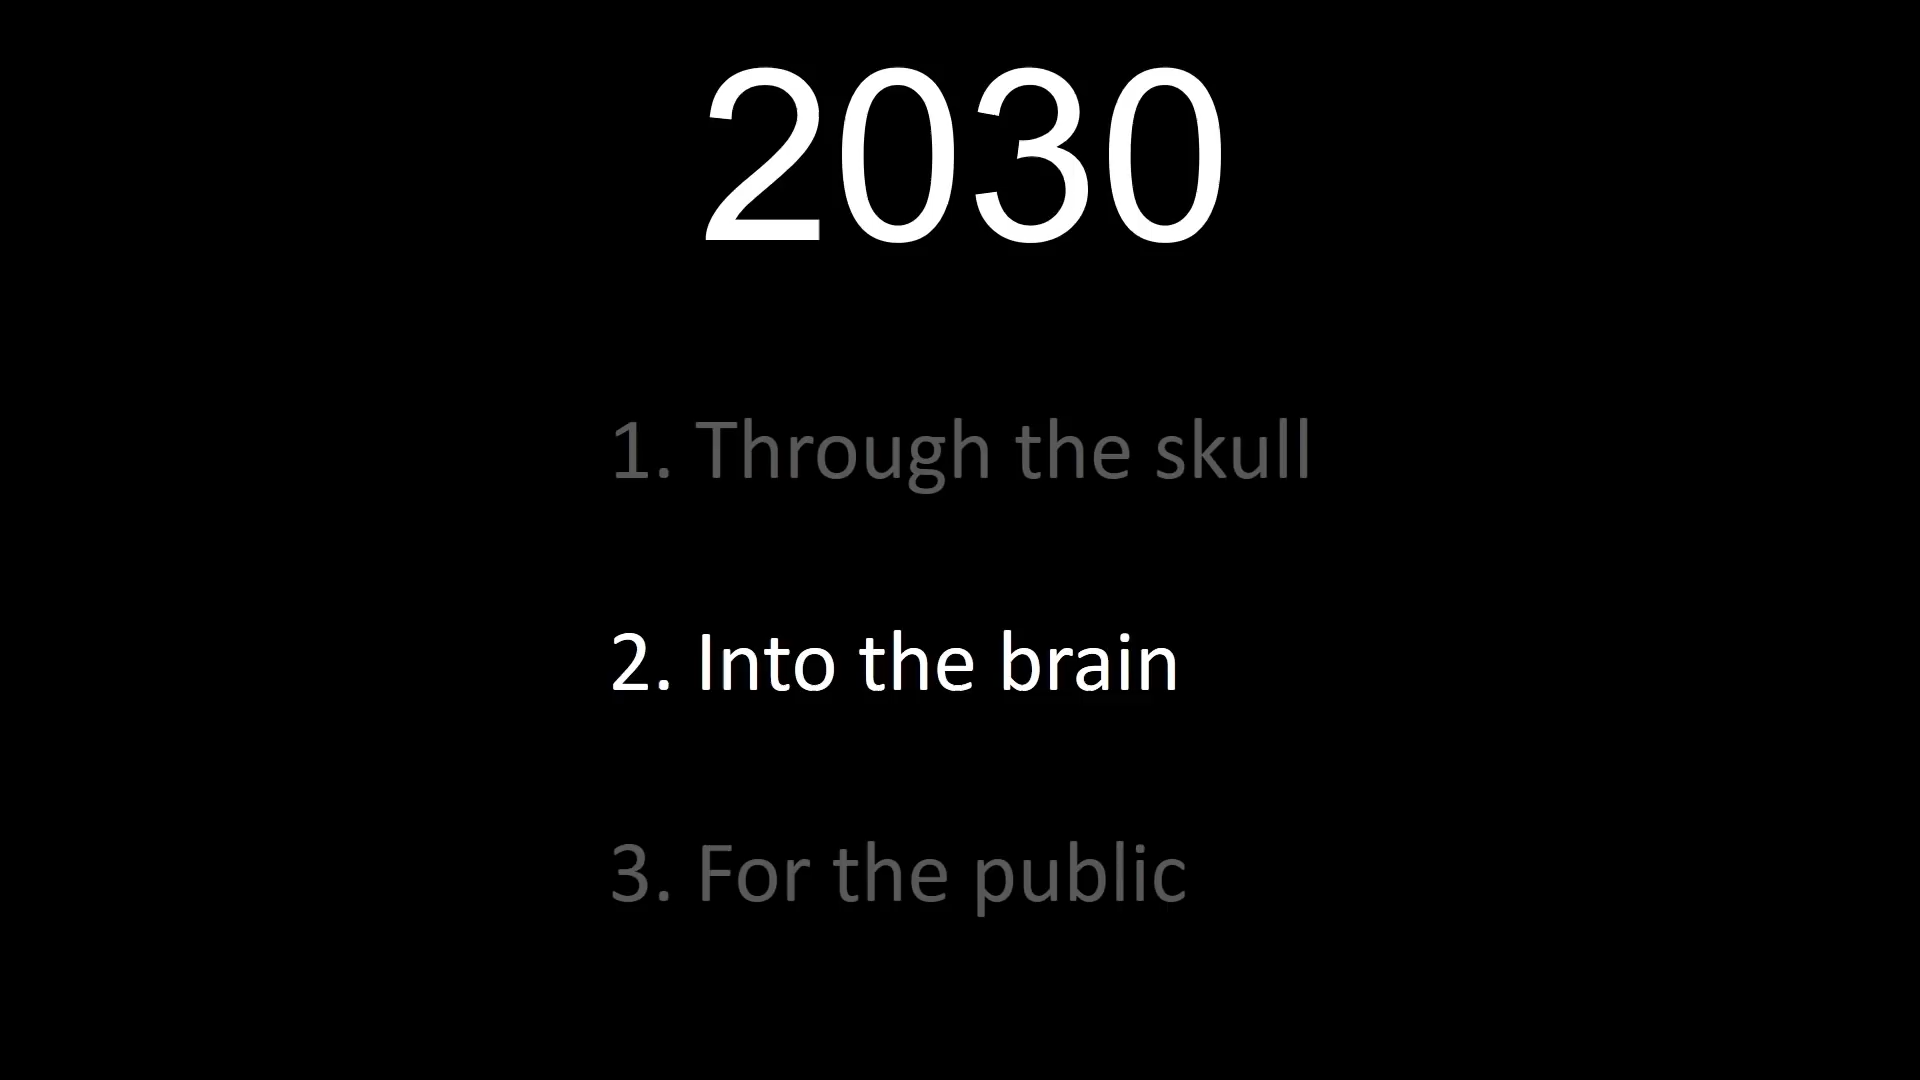 2030
1. Through the skull
2. Into the brain
3. For the public